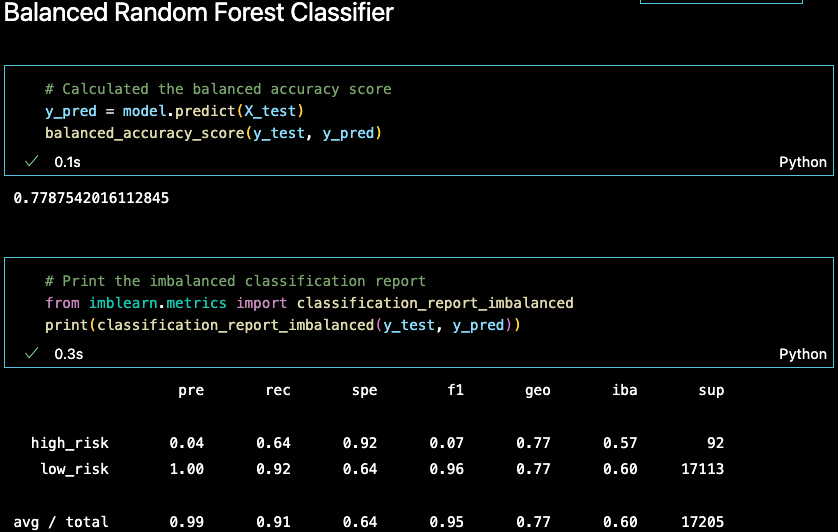 Balanced Random Forest Classifier
# Calculated the balanced accuracy score
y_pred = model.predict(X_test)
balanced_accuracy_score(y_test, y_pred)
0.1s Python
0.7787542016112845
# Print the imbalanced classification report
from imblearn.metrics import classification_report_imbalanced
print(classification_report_imbalanced(y_test, y_pred))
0.3s Python
pre rec spe f1 geo iba sup
high_risk 0.04 0.64 0.92 0.07 0.77 0.57 92
low_risk 1.00 0.92 0.64 0.96 0.77 0.60 17113
avg / total 0.99 0.91 0.64 0.95 0.77 0.60 17205